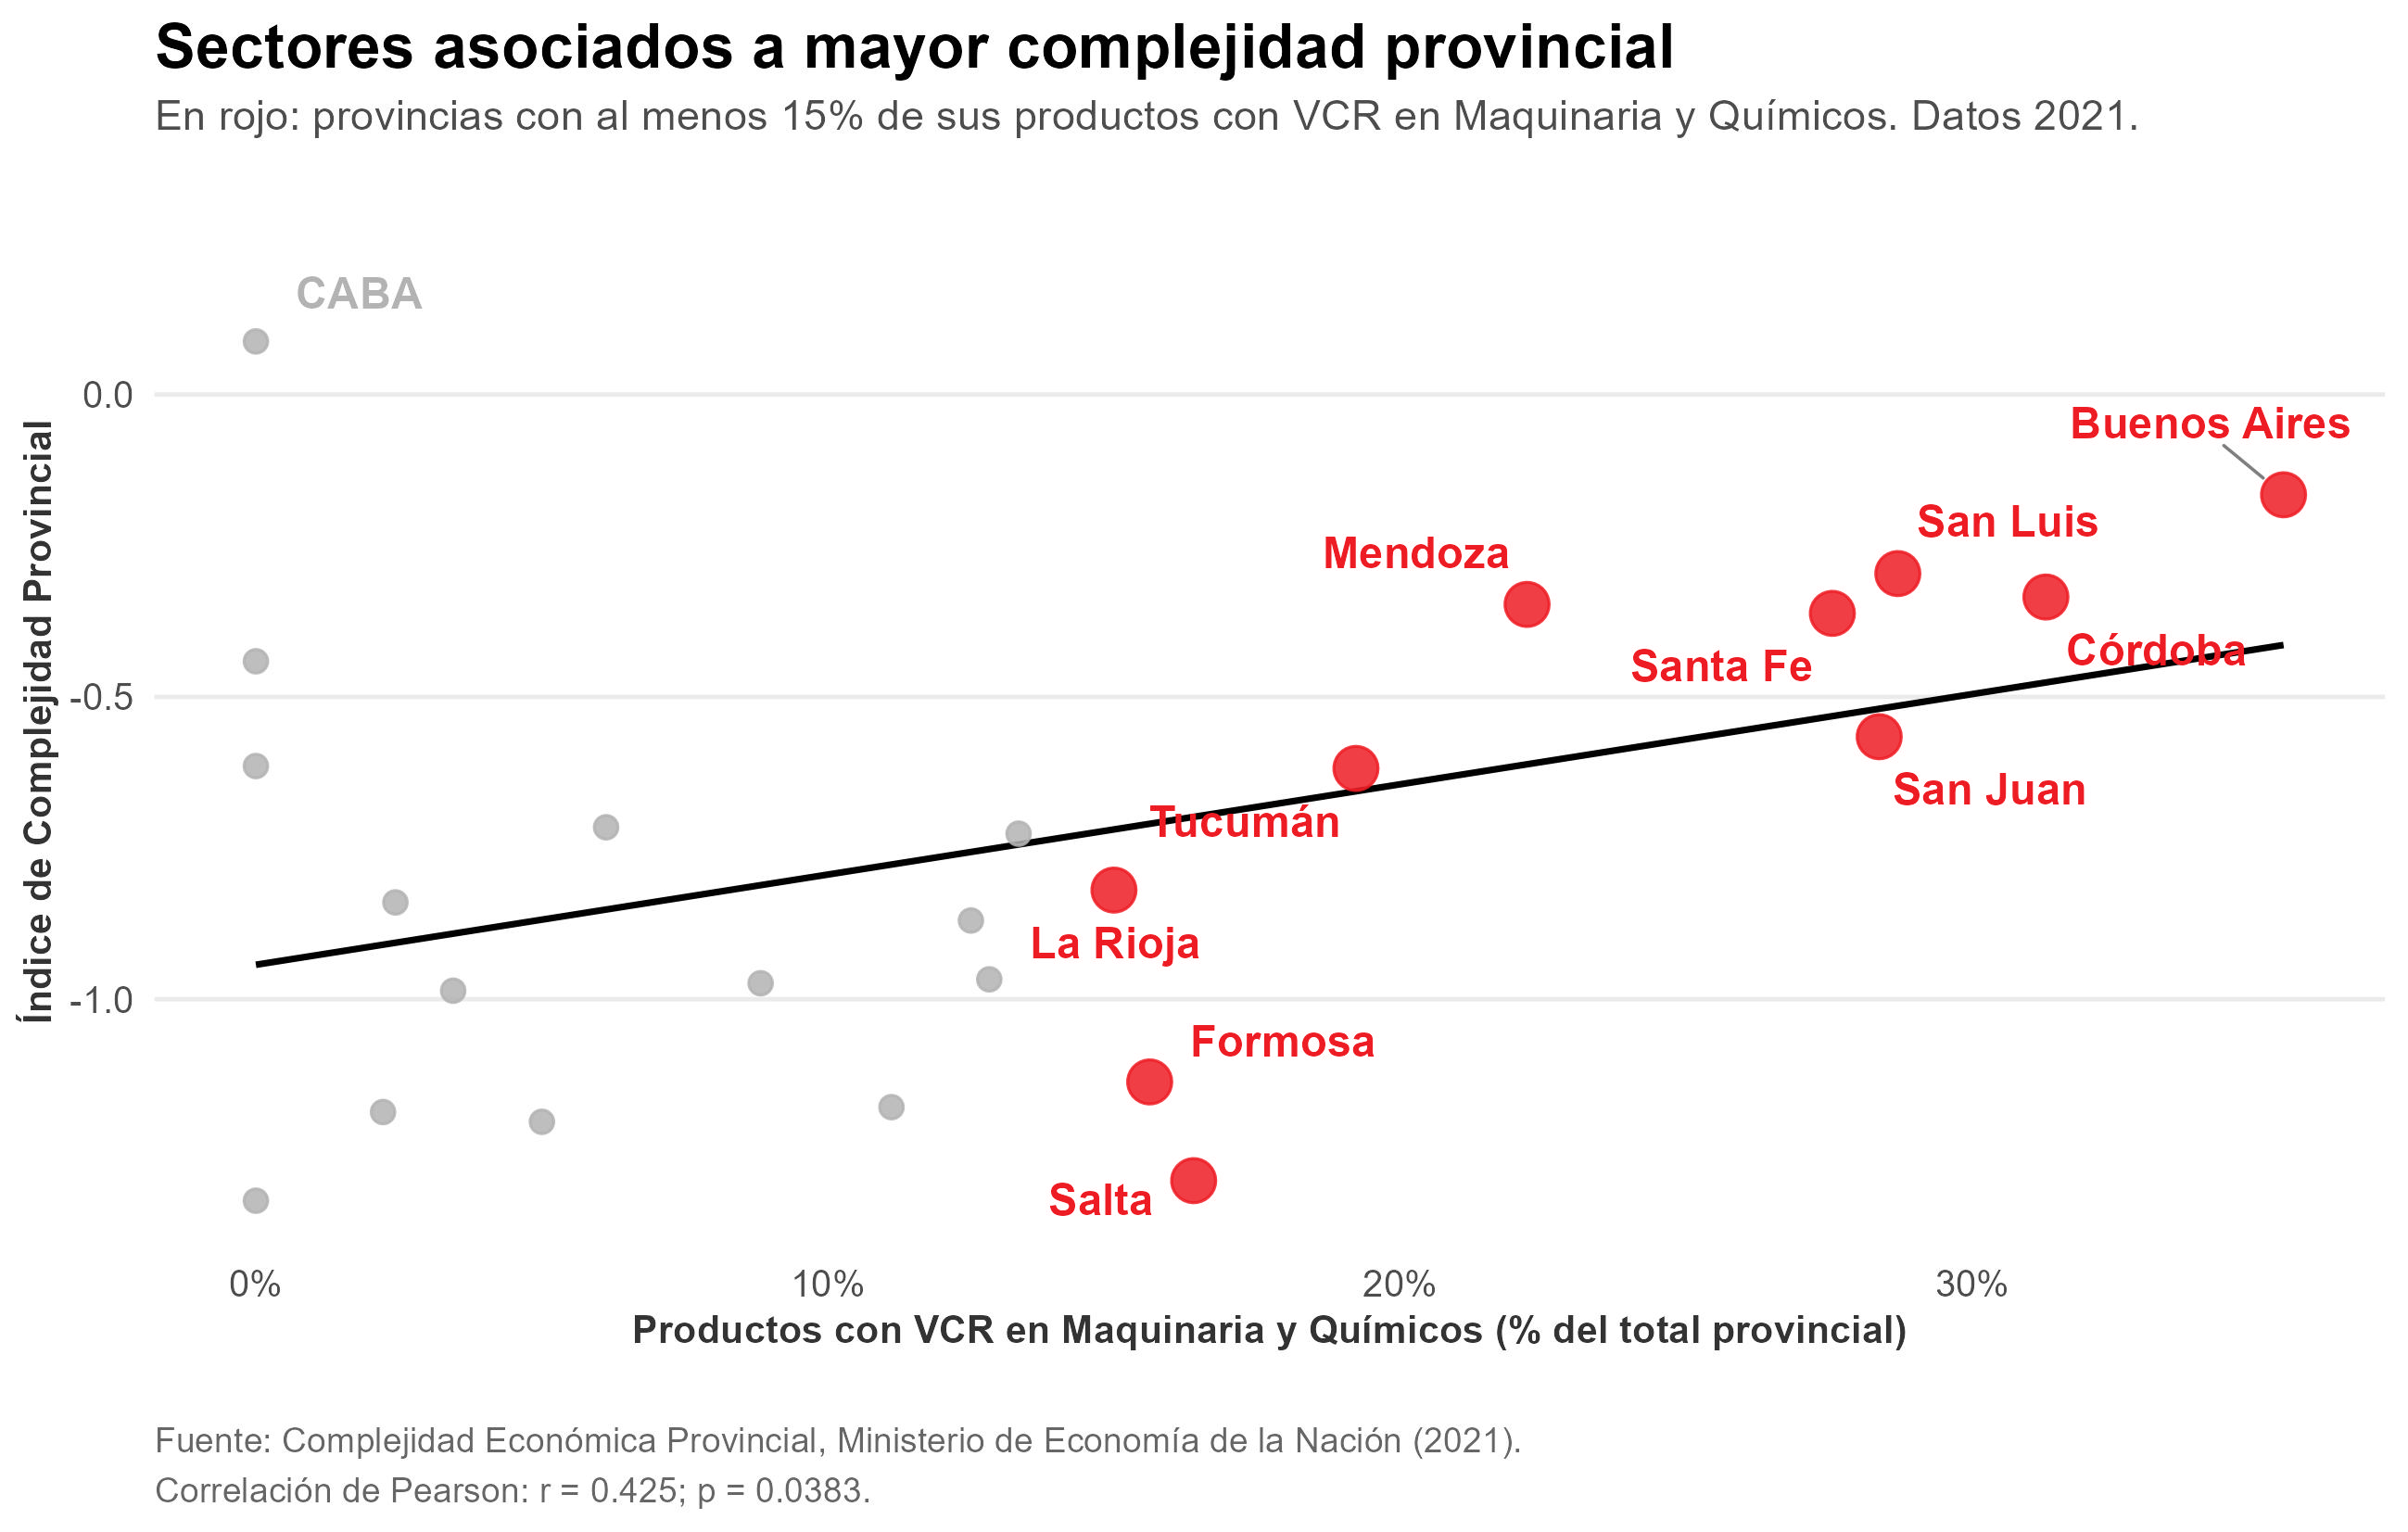 Sectores asociados a mayor complejidad provincial
En rojo: provincias con al menos 15% de sus productos con VCR en Maquinaria y Químicos. Datos 2021.
CABA
0.0
Buenos Aires
San Luis
Mendoza
Córdoba
Santa Fe
-0.5
San Juan
Tucumán
La Rioja
-1.0
Formosa
Salta
Índice de Complejidad Provincial
0%
10%
20%
30%
Productos con VCR en Maquinaria y Químicos (% del total provincial)
Fuente: Complejidad Económica Provincial, Ministerio de Economía de la Nación (2021).
Correlación de Pearson: r = 0.425; p = 0.0383.